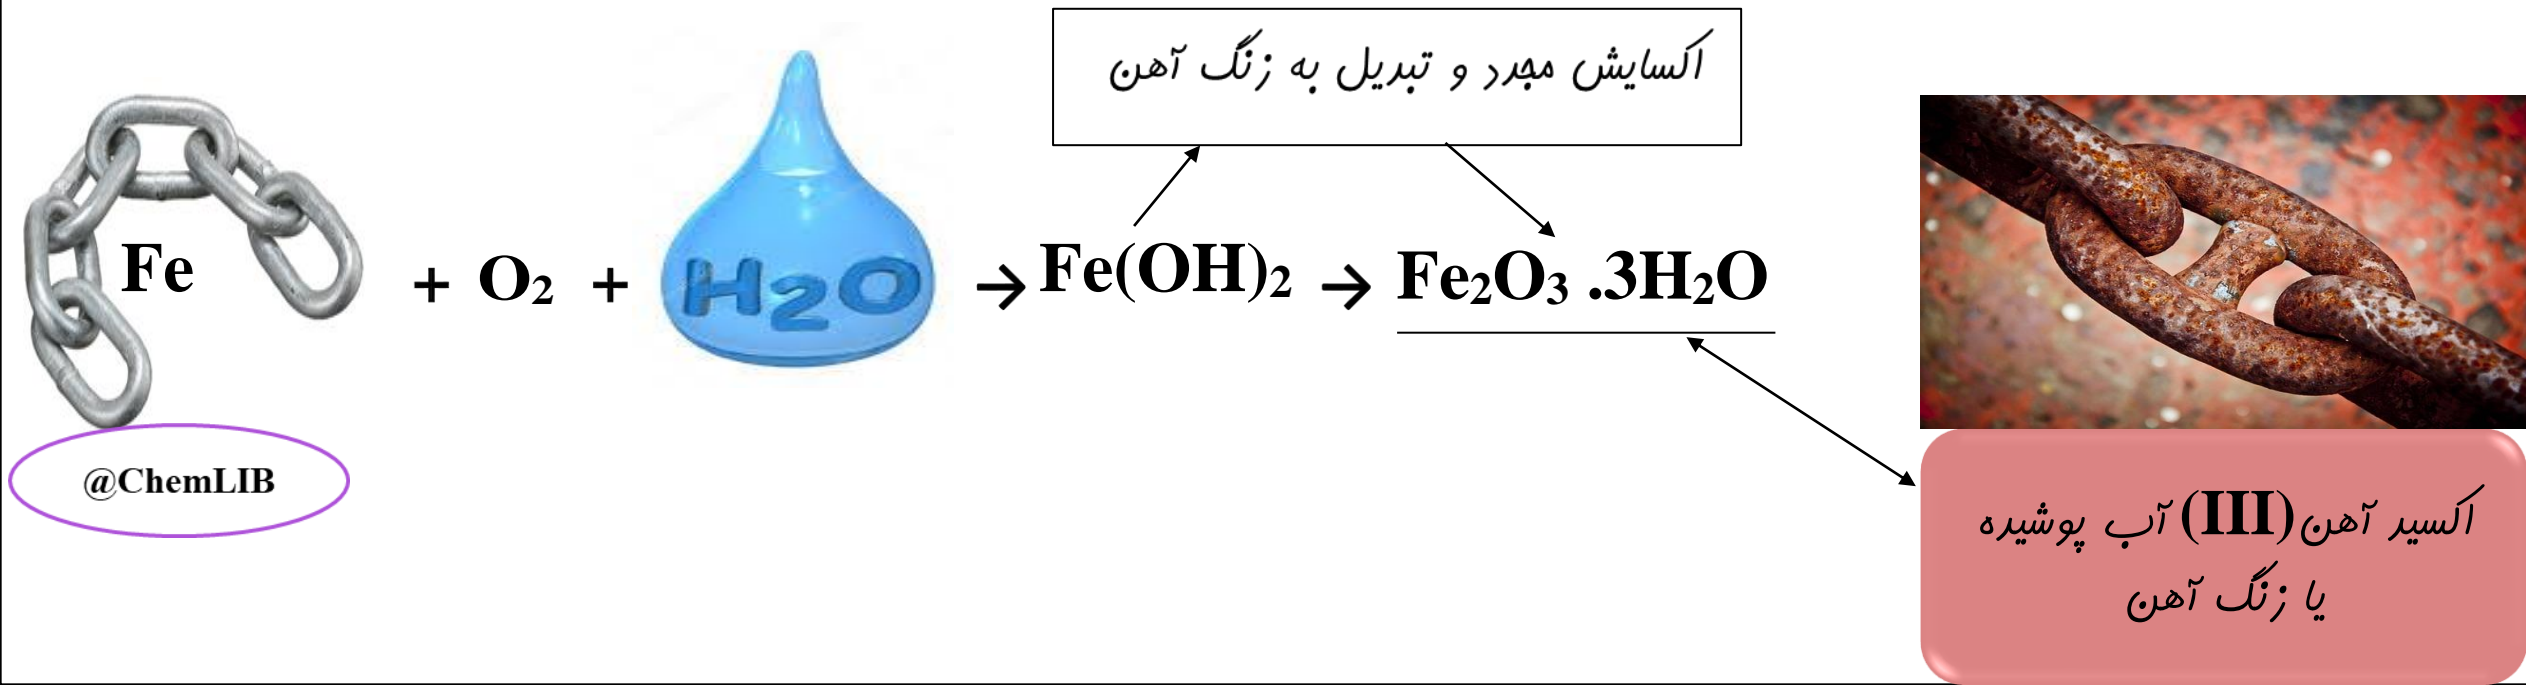 اکسایش مجدد و تبدیل به زنگ آهن
Fe + O2 + H2O → Fe(OH)2 → Fe2O3 .3H2O
@ChemLIB
اکسید آهن(III) آب پوشیده
یا زنگ آهن